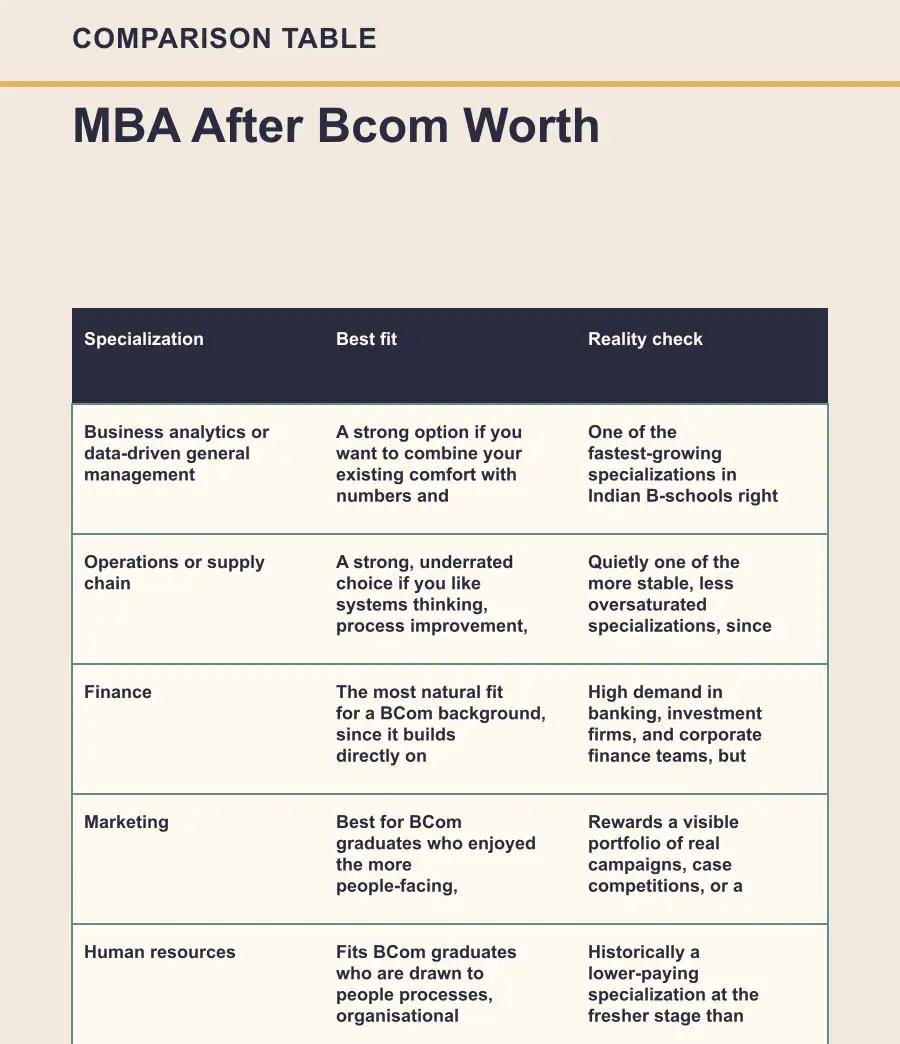 COMPARISON TABLE
MBA After Bcom Worth
Specialization
Best fit
Reality check
Business analytics or
data-driven general
management
A strong option if you
want to combine your
existing comfort with
numbers and
One of the
fastest-growing
specializations in
Indian B-schools right
Operations or supply
chain
A strong, underrated
choice if you like
systems thinking,
process improvement,
Quietly one of the
more stable, less
oversaturated
specializations, since
Finance
The most natural fit
for a BCom background,
since it builds
directly on
High demand in
banking, investment
firms, and corporate
finance teams, but
Marketing
Best for BCom
graduates who enjoyed
the more
people-facing,
Rewards a visible
portfolio of real
campaigns, case
competitions, or a
Human resources
Fits BCom graduates
who are drawn to
people processes,
organisational
Historically a
lower-paying
specialization at the
fresher stage than